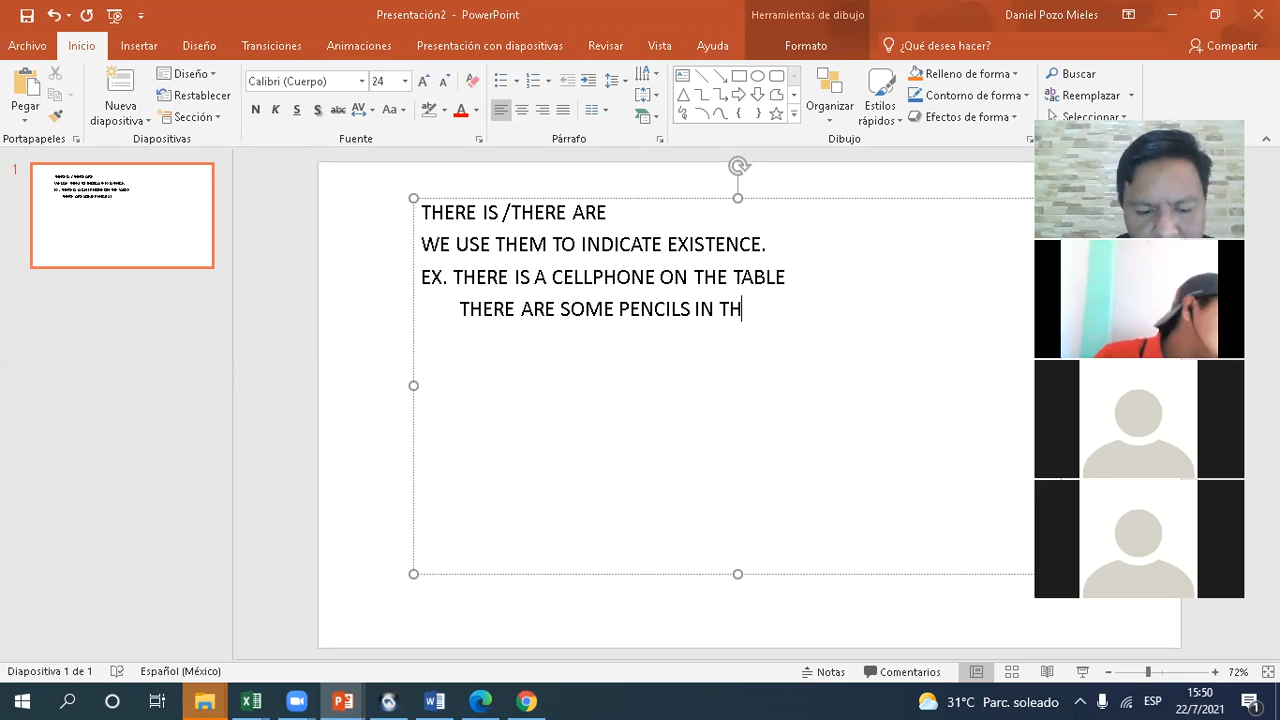 Presentación2 - PowerPoint
Herramientas de dibujo
Daniel Pozo Mieles
Archivo Inicio Insertar Diseño Transiciones Animaciones Presentación con diapositivas Revisar Vista Ayuda Formato ¿Qué desea hacer? Compartir
Pegar
Nueva diapositiva
Diseño
Restablecer
Sección
Calibri (Cuerpo) 24
N K S S abc AV Aa A
Organizar
Estilos rápidos
Relleno de forma
Contorno de forma
Efectos de forma
Buscar
Reemplazar
Seleccionar
Portapapeles Diapositivas Fuente Párrafo Dibujo
1
THERE IS /THERE ARE
WE USE THEM TO INDICATE EXISTENCE.
EX. THERE IS A CELLPHONE ON THE TABLE
THERE ARE SOME PENCILS IN TH
Diapositiva 1 de 1 Español (México) Notas Comentarios 72%
31°C Parc. soleado ESP 15:50
22/7/2021